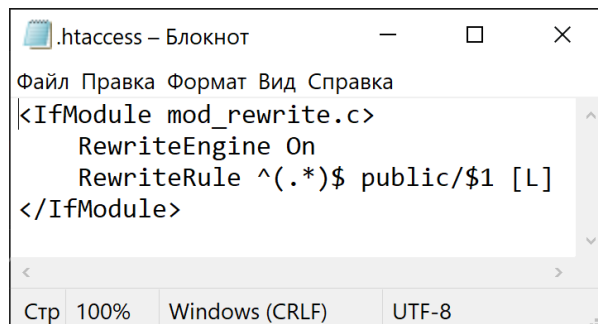 .htaccess – Блокнот
Файл Правка Формат Вид Справка
<IfModule mod_rewrite.c>
    RewriteEngine On
    RewriteRule ^(.*)$ public/$1 [L]
</IfModule>
Стр 100% Windows (CRLF) UTF-8